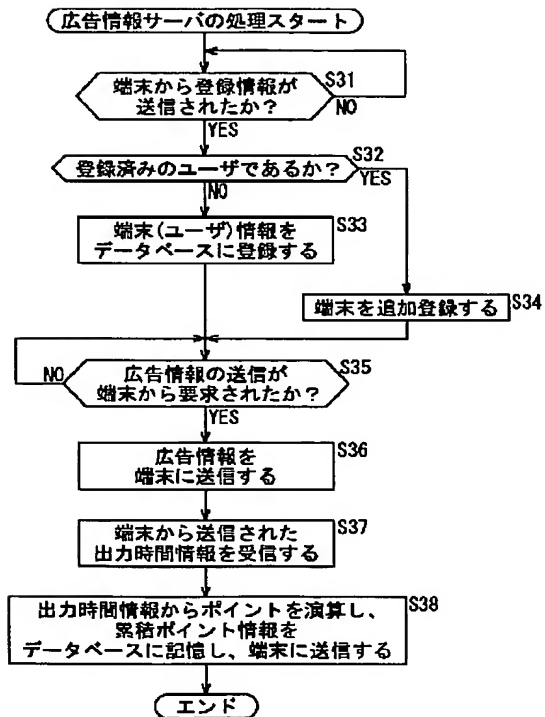 広告情報サーバの処理スタート
端末から登録情報が
送信されたか？
S31
NO
YES
登録済みのユーザであるか？
S32
YES
NO
端末(ユーザ)情報を
データベースに登録する
S33
端末を追加登録する
S34
広告情報の送信が
端末から要求されたか？
S35
NO
YES
広告情報を
端末に送信する
S36
端末から送信された
出力時間情報を受信する
S37
出力時間情報からポイントを演算し、
累積ポイント情報を
データベースに記憶し、端末に送信する
S38
エンド